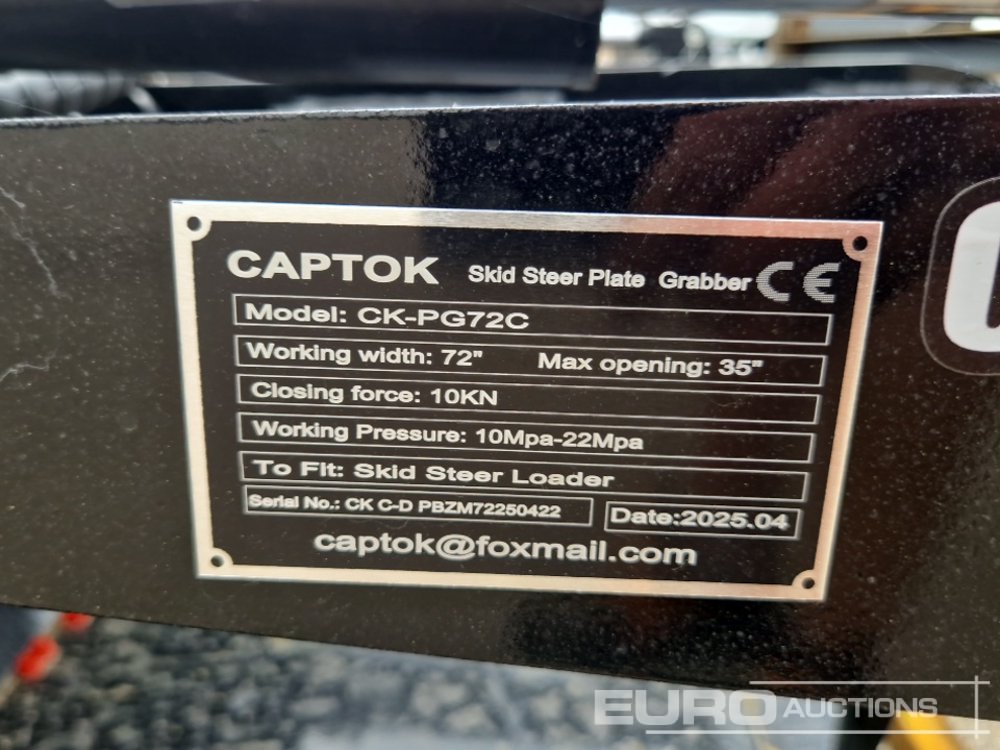 CAPTOK Skid Steer Plate Grabber CE
Model: CK-PG72C
Working width: 72" Max opening: 35"
Closing force: 10KN
Working Pressure: 10Mpa-22Mpa
To Fit: Skid Steer Loader
Serial No.: CK C-D PBZM72250422 Date:2025.04
captok@foxmail.com
EURO AUCTIONS